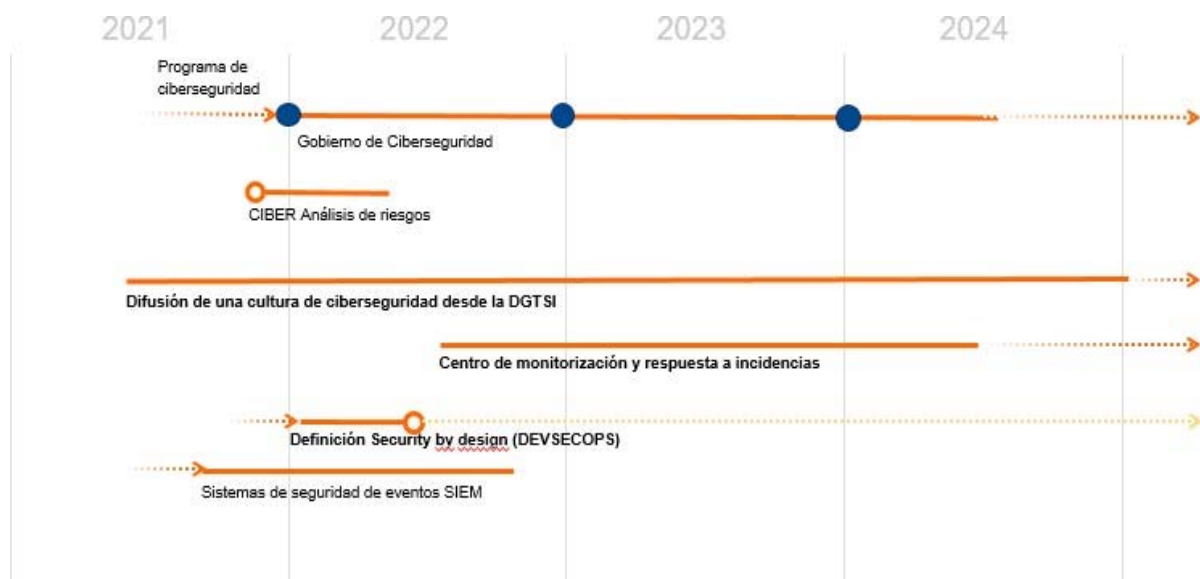 2021 2022 2023 2024
Programa de
ciberseguridad
Gobierno de Ciberseguridad
CIBER Análisis de riesgos
Difusión de una cultura de ciberseguridad desde la DGTSI
Centro de monitorización y respuesta a incidencias
Definición Security by design (DEVSECOPS)
Sistemas de seguridad de eventos SIEM